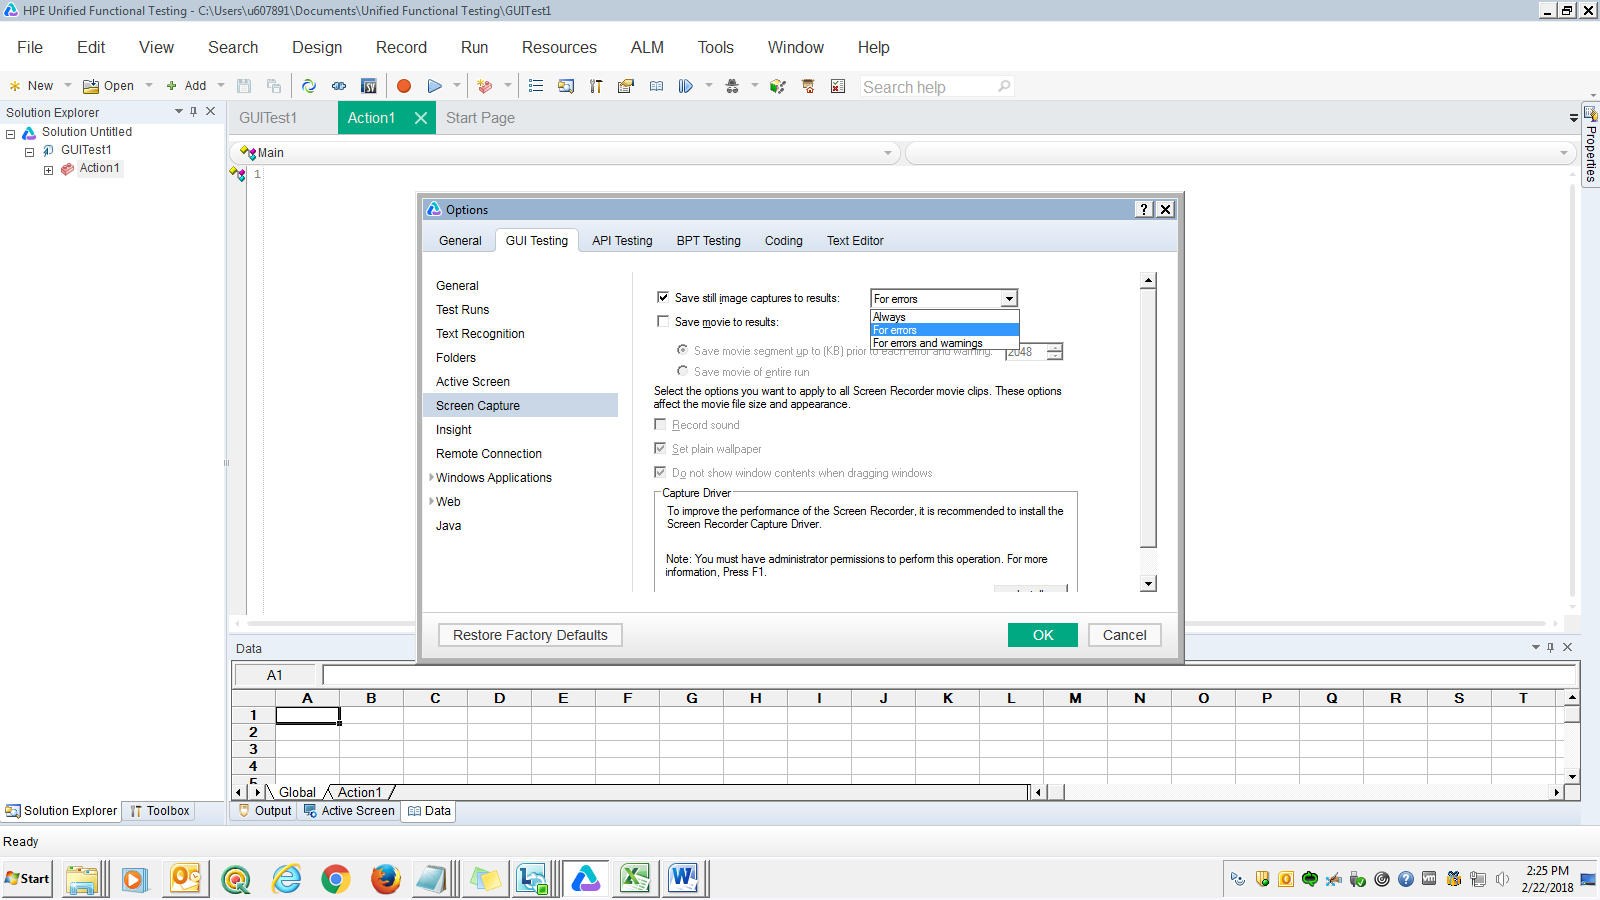 HPE Unified Functional Testing - C:\Users\u607891\Documents\Unified Functional Testing\GUITest1
File Edit View Search Design Record Run Resources ALM Tools Window Help
New Open Add Search help
Solution Explorer
Solution Untitled
GUITest1
Action1
GUITest1 Action1 Start Page
Main
1
Properties
Options
General GUI Testing API Testing BPT Testing Coding Text Editor
General
Test Runs
Text Recognition
Folders
Active Screen
Screen Capture
Insight
Remote Connection
Windows Applications
Web
Java
Save still image captures to results: For errors
Always
For errors
For errors and warnings
Save movie to results:
Save movie segment up to (KB) prior to each error and warning: 2048
Save movie of entire run
Select the options you want to apply to all Screen Recorder movie clips. These options
affect the movie file size and appearance.
Record sound
Set plain wallpaper
Do not show window contents when dragging windows
Capture Driver
To improve the performance of the Screen Recorder, it is recommended to install the
Screen Recorder Capture Driver.
Note: You must have administrator permissions to perform this operation. For more
information, Press F1.
Restore Factory Defaults OK Cancel
Data
A1
A B C D E F G H I J K L M N O P Q R S T
1
2
3
4
5
Global Action1
Solution Explorer Toolbox Output Active Screen Data
Ready
Start
2:25 PM
2/22/2018